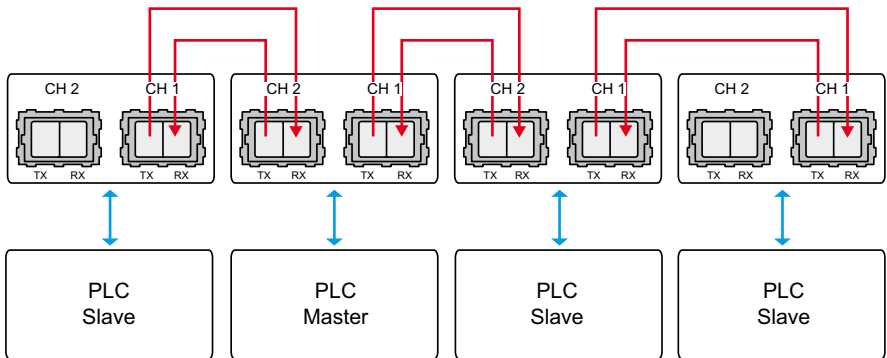 CH 2 CH 1 CH 2 CH 1 CH 2 CH 1 CH 2 CH 1
TX RX TX RX TX RX TX RX TX RX TX RX TX RX TX RX
PLC PLC PLC PLC
Slave Master Slave Slave